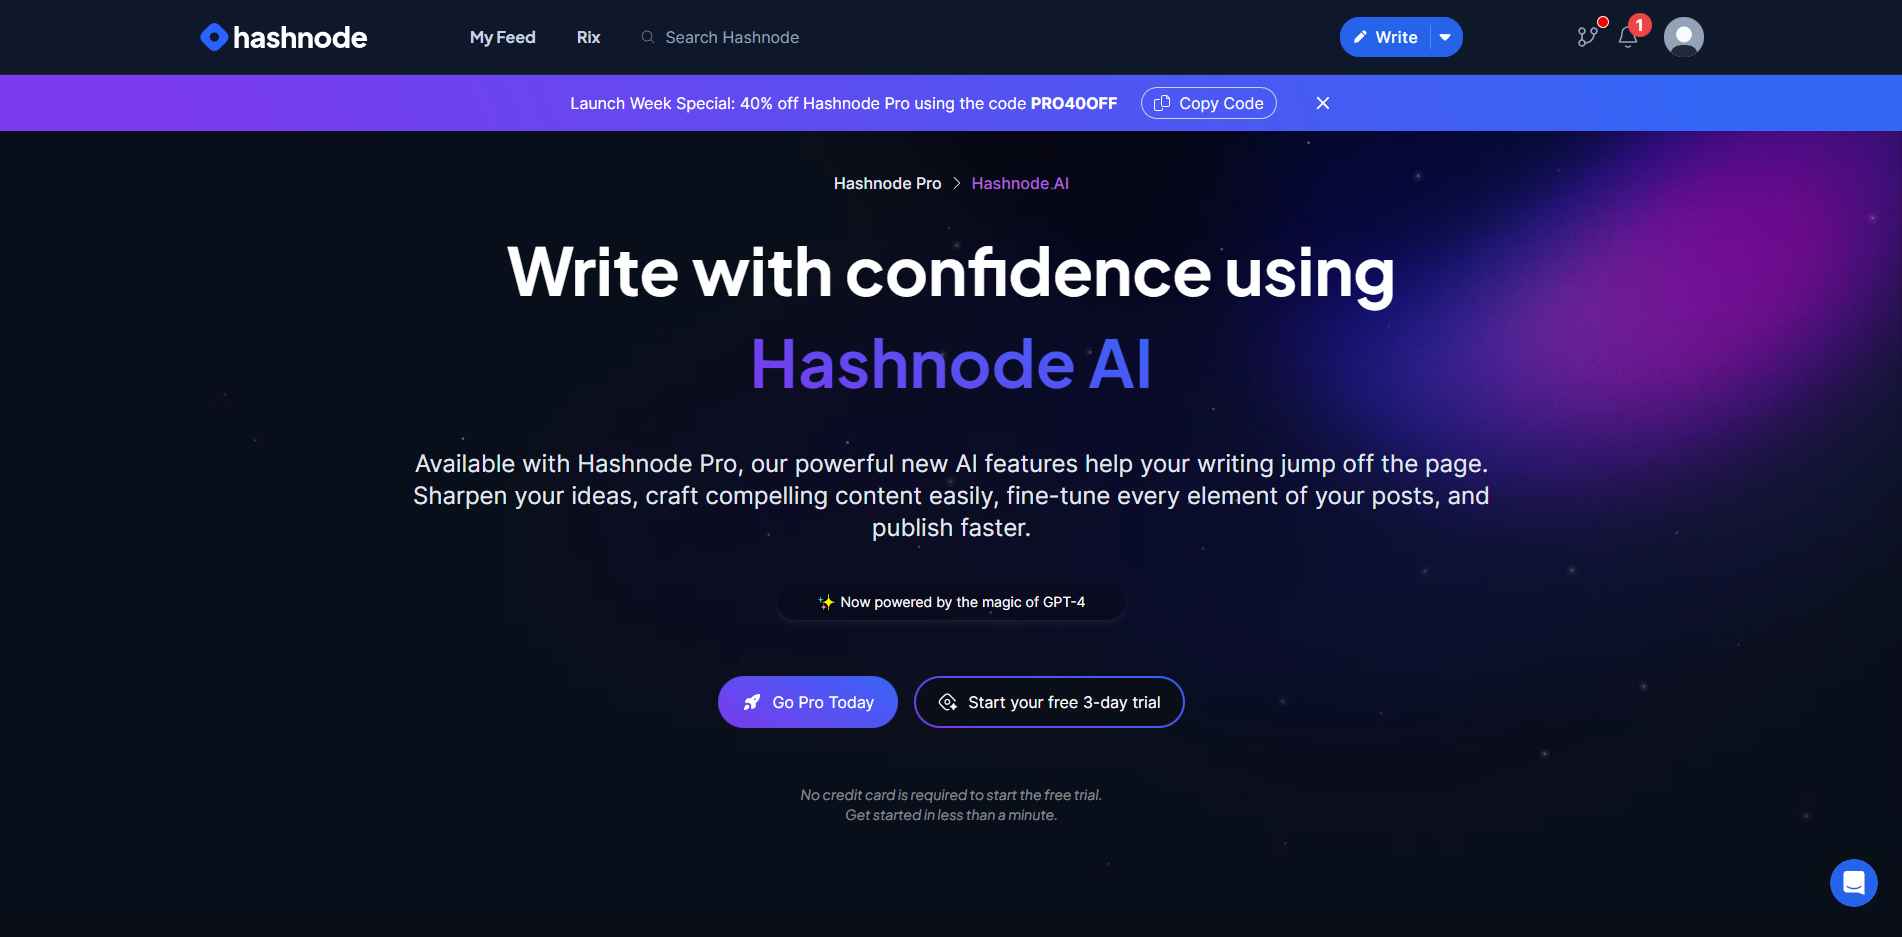 hashnode
My Feed
Rix
Search Hashnode
Write
1
Launch Week Special: 40% off Hashnode Pro using the code PRO40OFF
Copy Code
Hashnode Pro
Hashnode AI
Write with confidence using
Hashnode AI
Available with Hashnode Pro, our powerful new AI features help your writing jump off the page.
Sharpen your ideas, craft compelling content easily, fine-tune every element of your posts, and
publish faster.
✨ Now powered by the magic of GPT-4
Go Pro Today
Start your free 3-day trial
No credit card is required to start the free trial.
Get started in less than a minute.